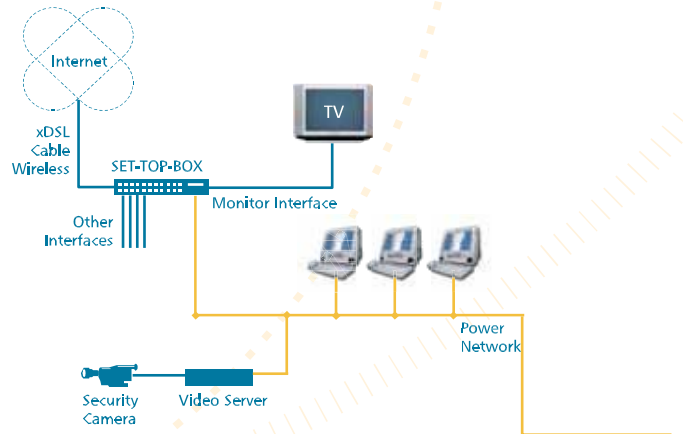 Internet
TV
xDSL
Cable
Wireless
SET-TOP-BOX
Monitor Interface
Other
Interfaces
Power
Network
Security
Camera
Video Server